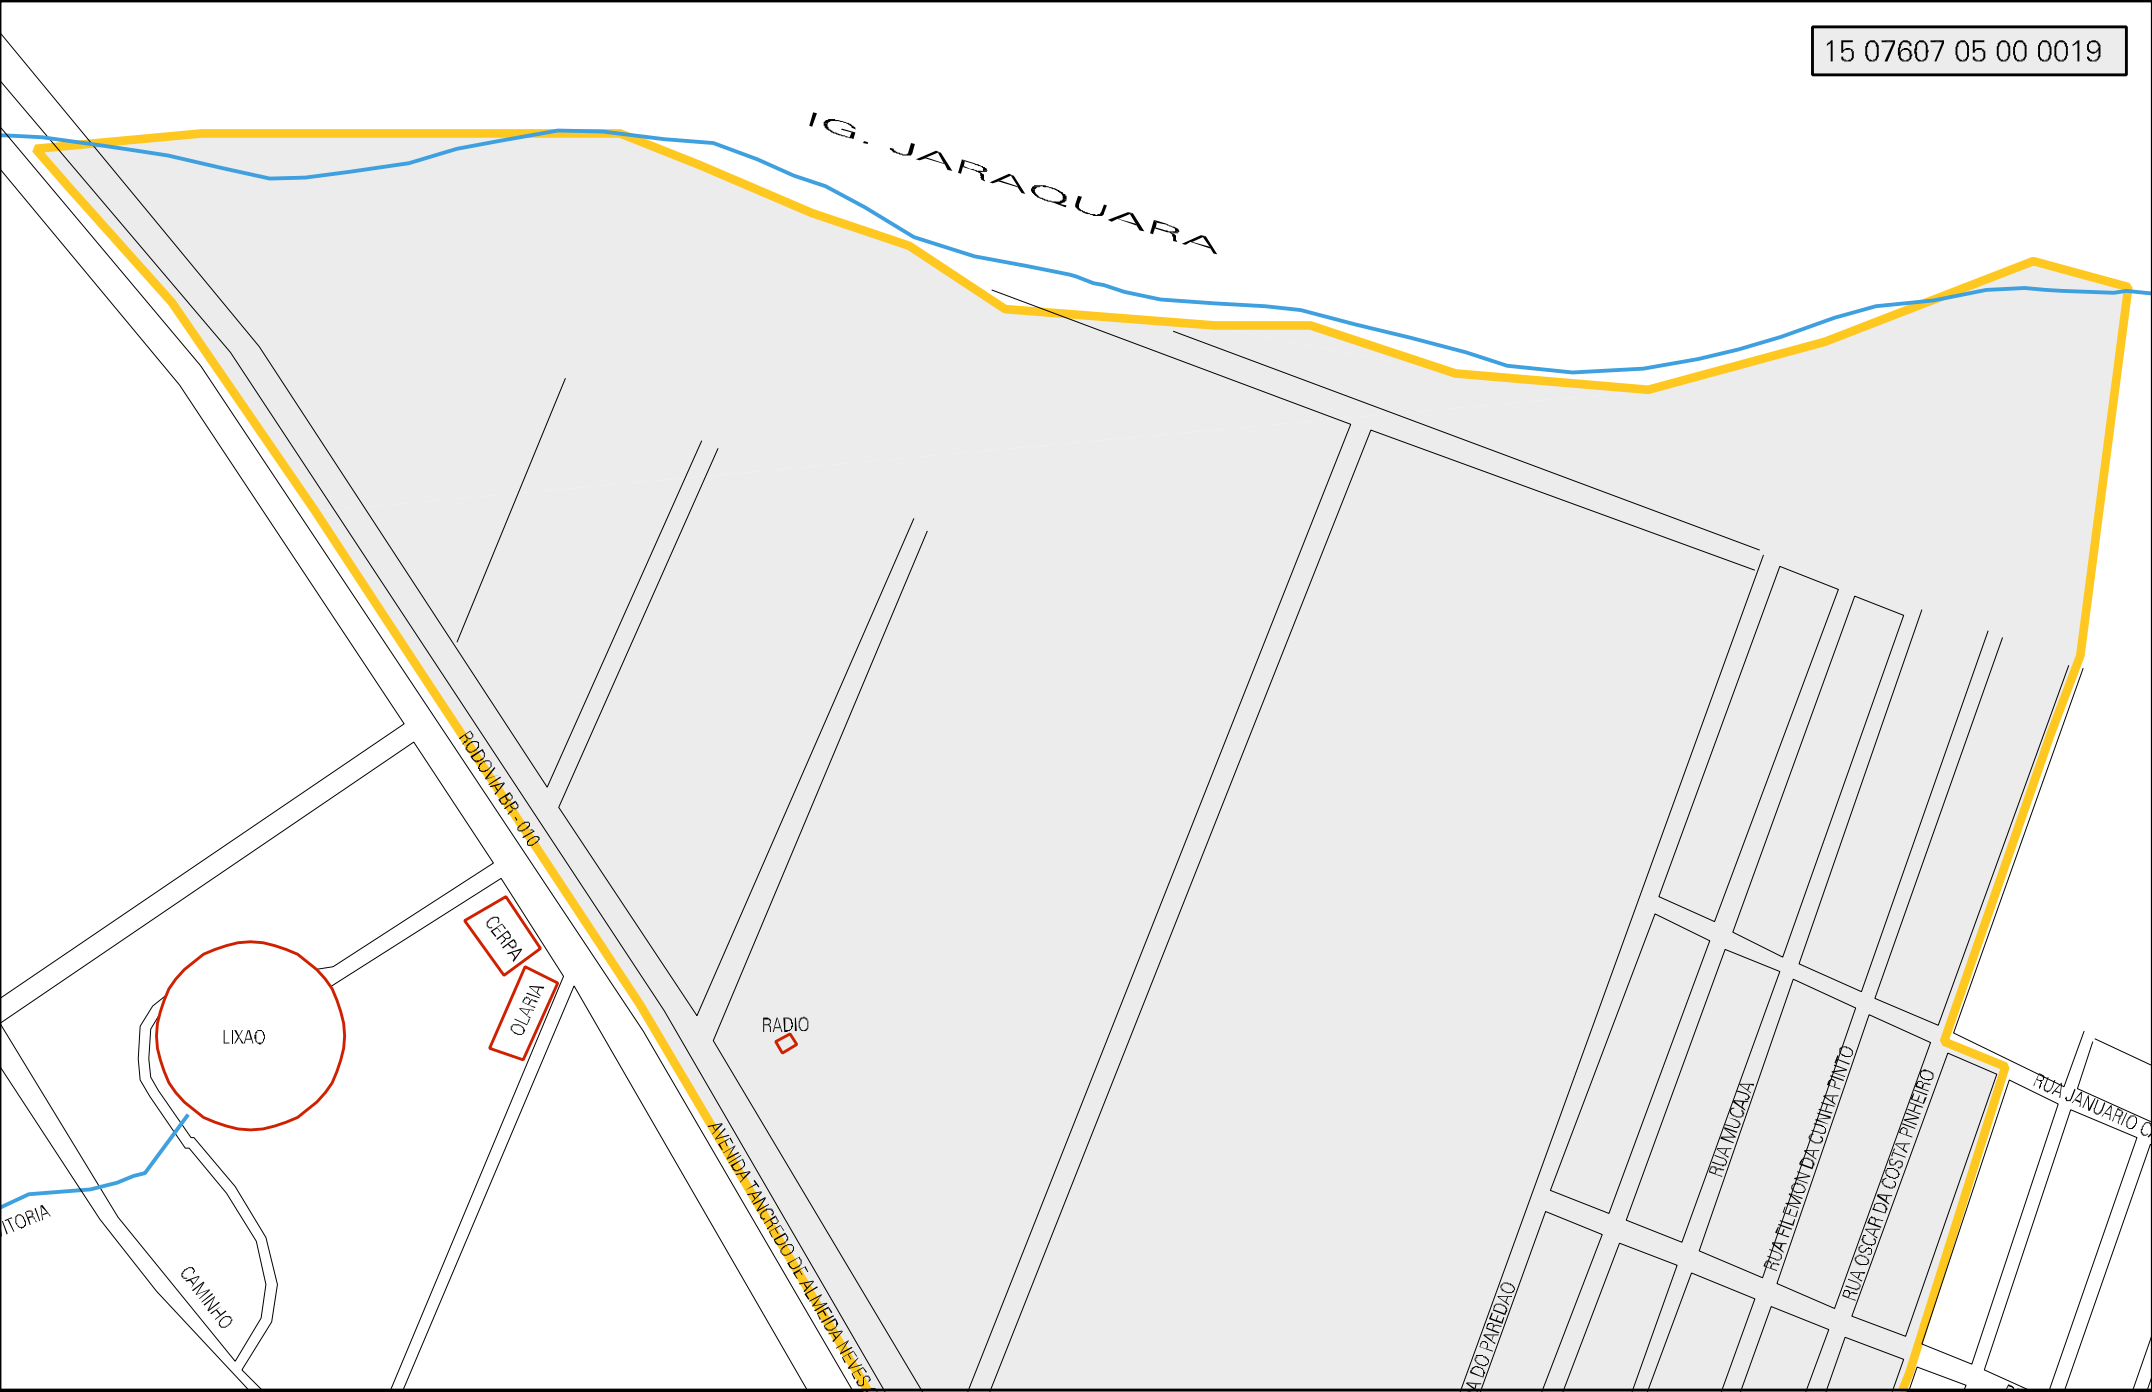 15 07607 05 00 0019
IG. JARAQUARA
RODOVIA BR - 010
CERPA
OLARIA
LIXAO
RADIO
RUA JANUARIO
RUA MUCAJA
RUA FILEMON DA CUNHA PINTO
RUA OSCAR DA COSTA PINHEIRO
AVENIDA TANCREDO DE ALMEIDA NEVES
ITORIA
CAMINHO
A DO PAREDAO